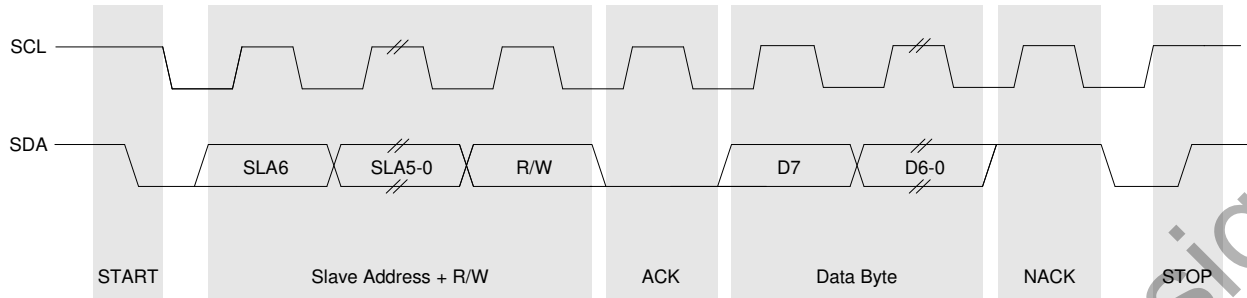 SCL
SDA
SLA6 SLA5-0 R/W D7 D6-0
START Slave Address + R/W ACK Data Byte NACK STOP